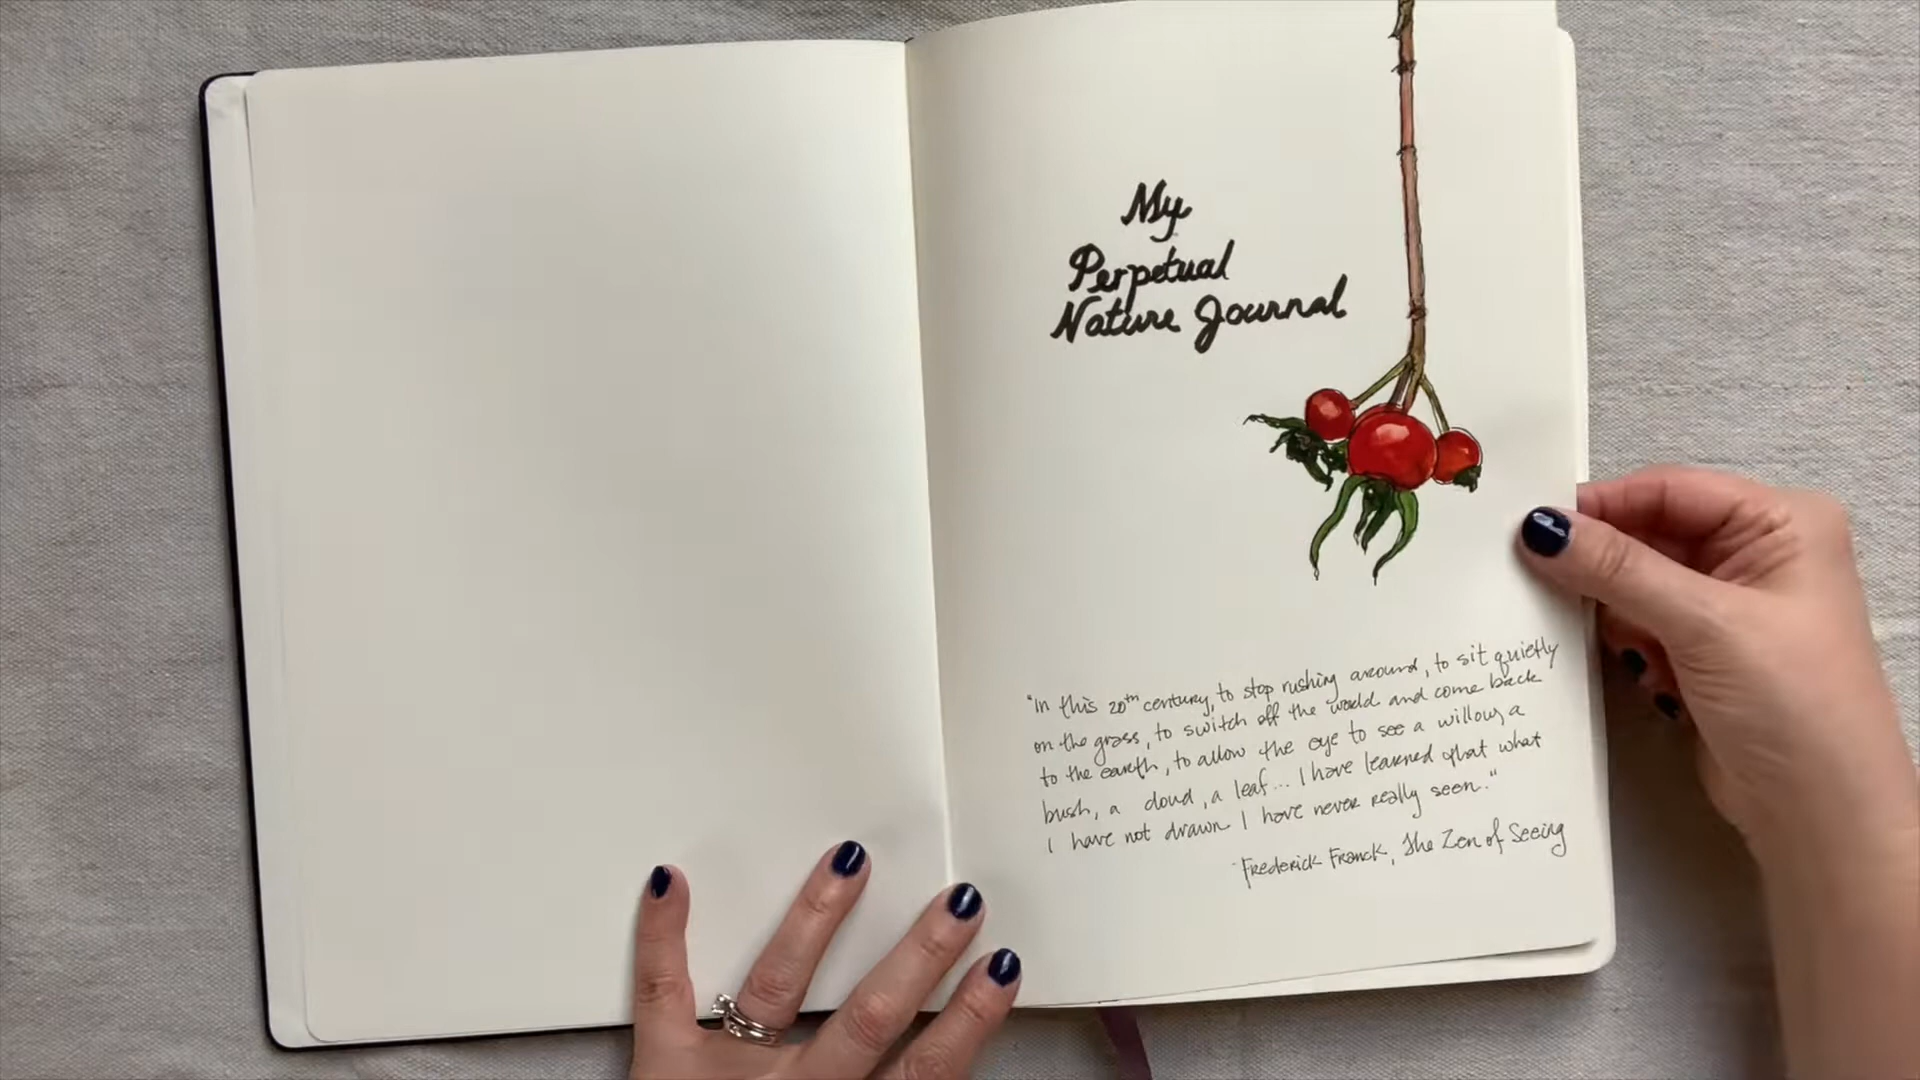 My
Perpetual
Nature Journal
"In this 20th century, to stop rushing around, to sit quietly
on the grass, to switch off the world and come back
to the earth, to allow the eye to see a willow, a
bush, a cloud, a leaf... I have learned that what
I have not drawn I have never really seen."
-Frederick Franck, The Zen of Seeing